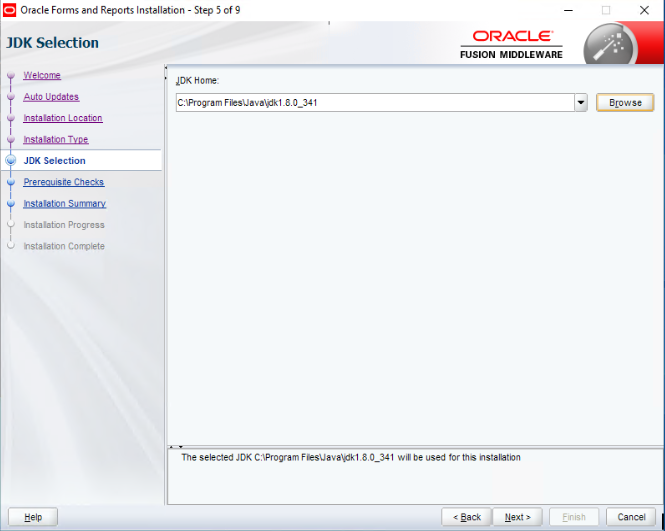 Oracle Forms and Reports Installation - Step 5 of 9
JDK Selection
ORACLE
FUSION MIDDLEWARE
Welcome
Auto Updates
Installation Location
Installation Type
JDK Selection
Prerequisite Checks
Installation Summary
Installation Progress
Installation Complete
JDK Home:
C:\Program Files\Java\jdk1.8.0_341
Browse
The selected JDK C:\Program Files\Java\jdk1.8.0_341 will be used for this installation
Help
< Back
Next >
Finish
Cancel